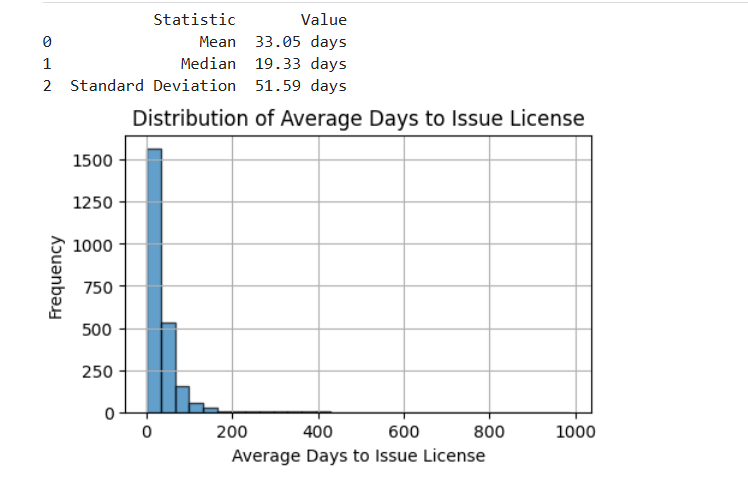 Statistic Value
0 Mean 33.05 days
1 Median 19.33 days
2 Standard Deviation 51.59 days
Distribution of Average Days to Issue License
1500
1250
1000
750
500
250
0
Frequency
0 200 400 600 800 1000
Average Days to Issue License